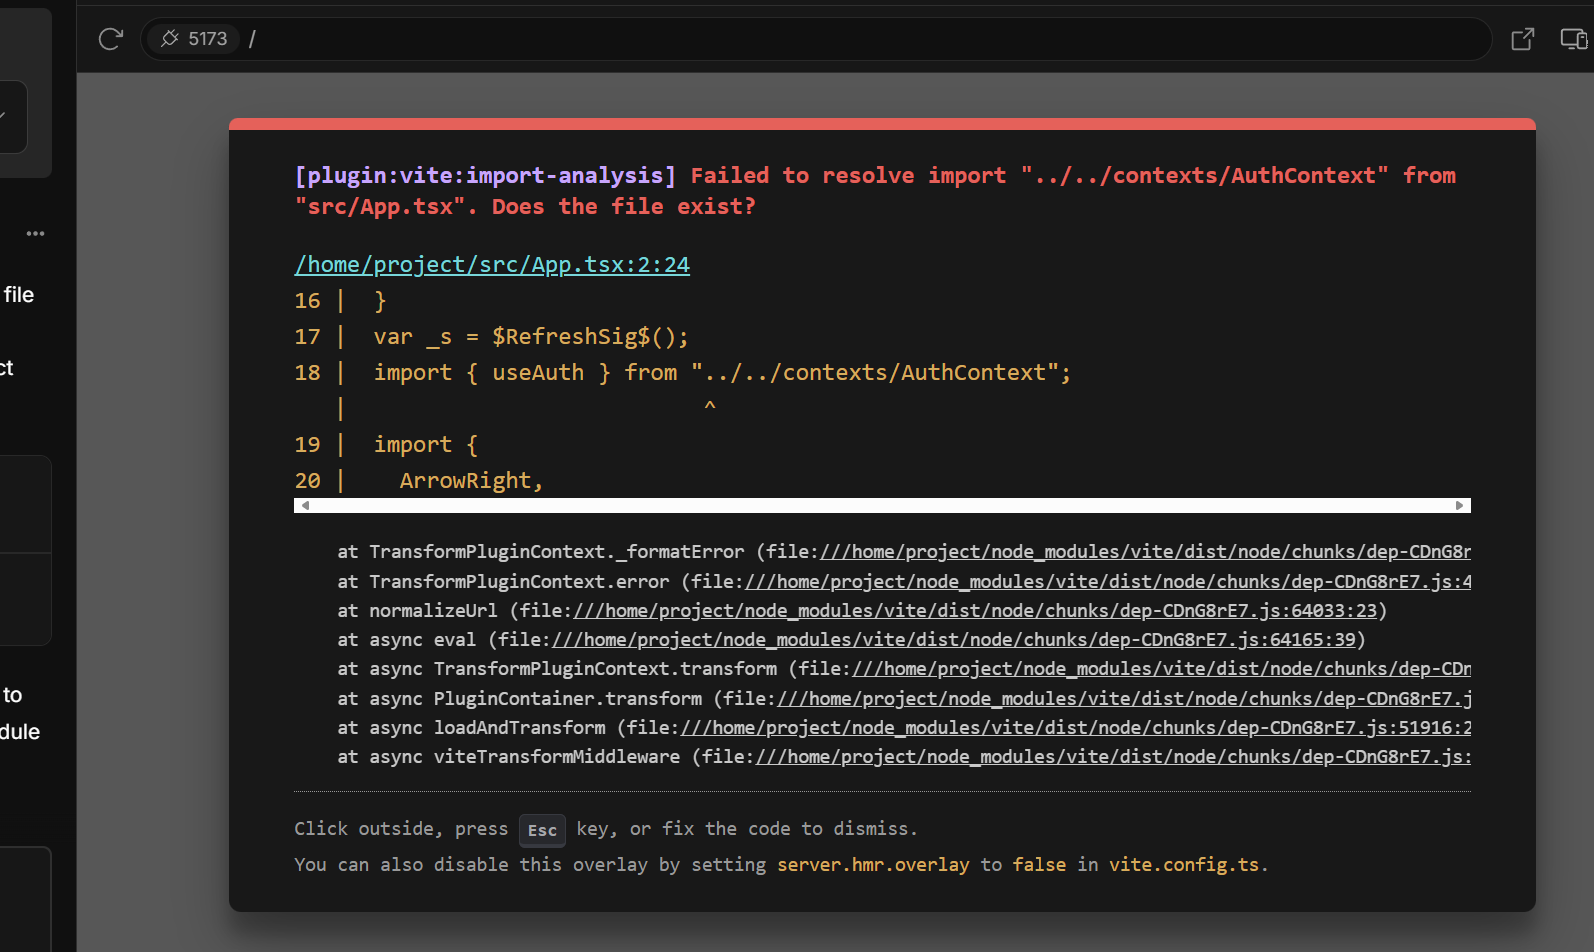 5173 /
file
ct
to
dule
[plugin:vite:import-analysis] Failed to resolve import "../../contexts/AuthContext" from
"src/App.tsx". Does the file exist?
/home/project/src/App.tsx:2:24
16 | }
17 | var _s = $RefreshSig$();
18 | import { useAuth } from "../../contexts/AuthContext";
| ^
19 | import {
20 | ArrowRight,
at TransformPluginContext._formatError (file:///home/project/node_modules/vite/dist/node/chunks/dep-CDnG8r
at TransformPluginContext.error (file:///home/project/node_modules/vite/dist/node/chunks/dep-CDnG8rE7.js:4
at normalizeUrl (file:///home/project/node_modules/vite/dist/node/chunks/dep-CDnG8rE7.js:64033:23)
at async eval (file:///home/project/node_modules/vite/dist/node/chunks/dep-CDnG8rE7.js:64165:39)
at async TransformPluginContext.transform (file:///home/project/node_modules/vite/dist/node/chunks/dep-CDn
at async PluginContainer.transform (file:///home/project/node_modules/vite/dist/node/chunks/dep-CDnG8rE7.j
at async loadAndTransform (file:///home/project/node_modules/vite/dist/node/chunks/dep-CDnG8rE7.js:51916:2
at async viteTransformMiddleware (file:///home/project/node_modules/vite/dist/node/chunks/dep-CDnG8rE7.js:
Click outside, press Esc key, or fix the code to dismiss.
You can also disable this overlay by setting server.hmr.overlay to false in vite.config.ts.